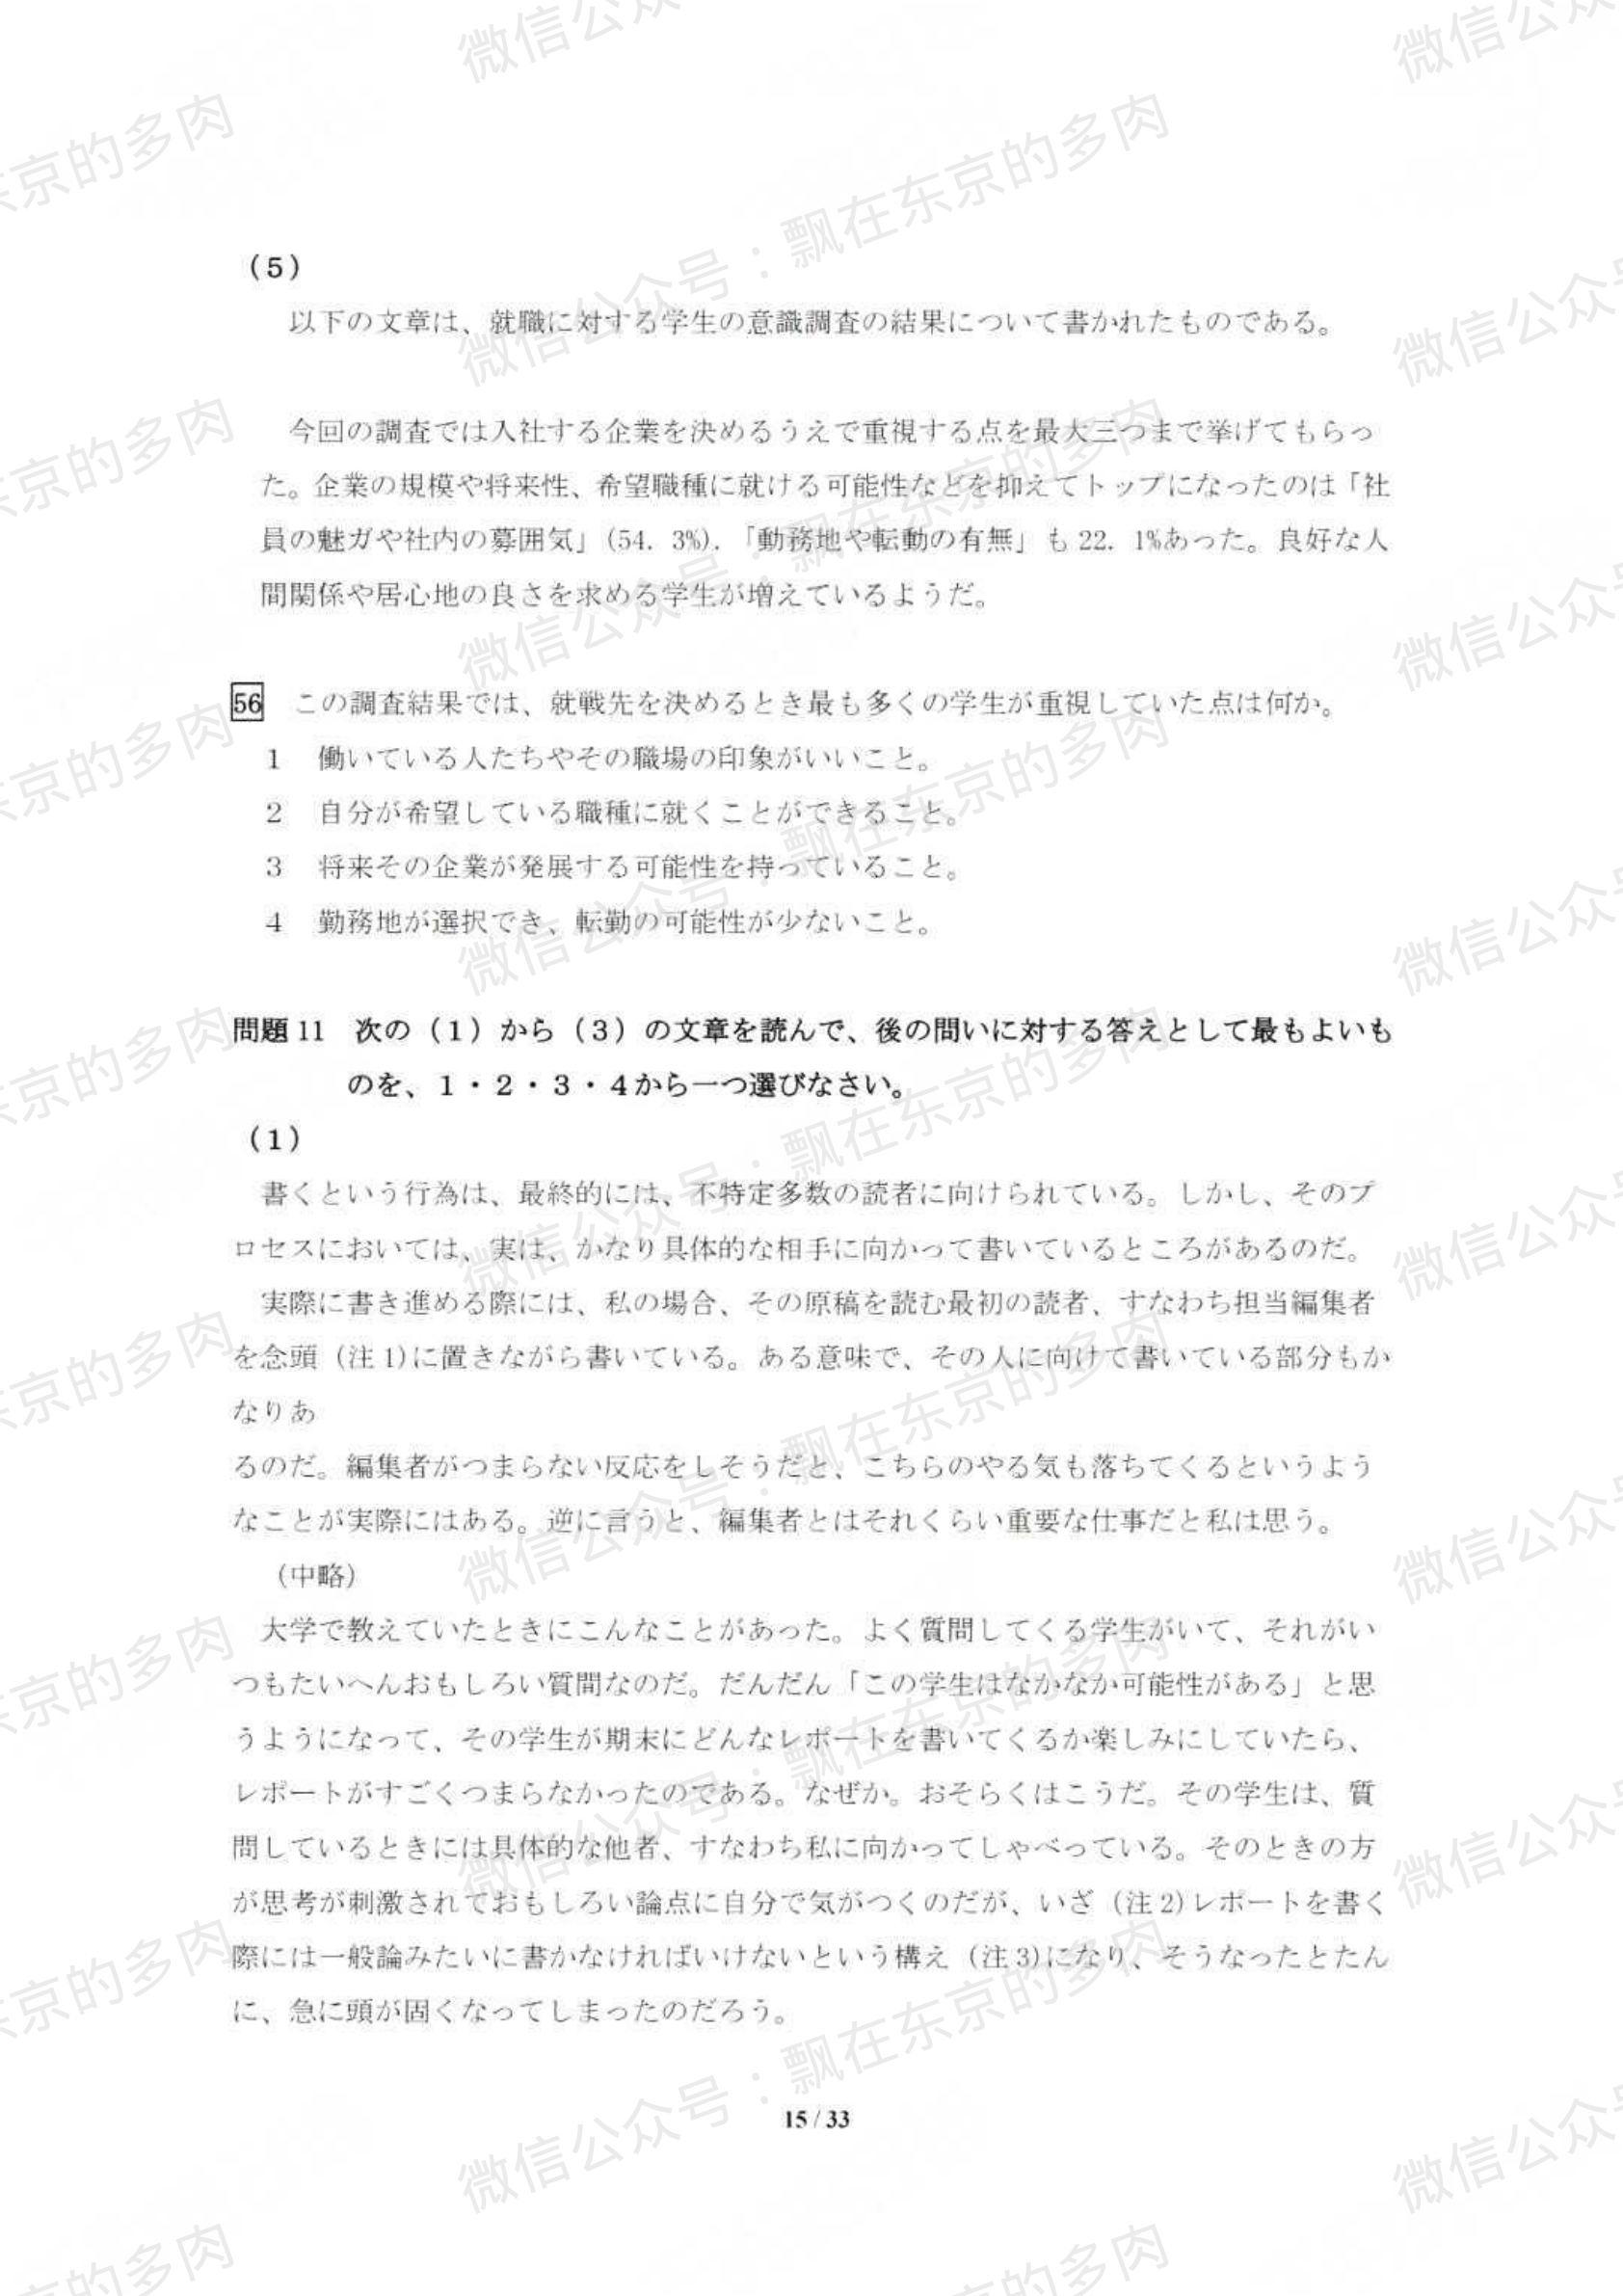 (5)
以下の文章は、就職に対する学生の意識調査の結果について書かれたものである。
今回の調査では入社する企業を決めるうえで重視する点を最大三つまで挙げてもらっ
た。企業の規模や将来性、希望職種に就ける可能性などを抑えてトップになったのは「社
員の魅ガや社内の募囲気」(54. 3%).「動務地や転動の有無」も 22. 1%あった。良好な人
間関係や居心地の良さを求める学生が増えているようだ。
56 この調査結果では、就戦先を決めるとき最も多くの学生が重視していた点は何か。
1 働いている人たちやその職場の印象がいいこと。
2 自分が希望している職種に就くことができること。
3 将来その企業が発展する可能性を持っていること。
4 勤務地が選択でき、転勤の可能性が少ないこと。
問題 11 次の（1）から（3）の文章を読んで、後の問いに対する答えとして最もよいも
のを、1・2・3・4から一つ選びなさい。
（1）
書くという行為は、最終的には、不特定多数の読者に向けられている。しかし、そのプ
ロセスにおいては、実は、かなり具体的な相手に向かって書いているところがあるのだ。
実際に書き進める際には、私の場合、その原稿を読む最初の読者、すなわち担当編集者
を念頭 (注 1)に置きながら書いている。ある意味で、その人に向けて書いている部分もか
なりあ
るのだ。編集者がつまらない反応をしそうだと、こちらのやる気も落ちてくるというよう
なことが実際にはある。逆に言うと、編集者とはそれくらい重要な仕事だと私は思う。
（中略）
大学で教えていたときにこんなことがあった。よく質問してくる学生がいて、それがい
つもたいへんおもしろい質間なのだ。だんだん「この学生はなかなか可能性がある」と思
うようになって、その学生が期末にどんなレポートを書いてくるか楽しみにしていたら、
レポートがすごくつまらなかったのである。なぜか。おそらくはこうだ。その学生は、質
問しているときには具体的な他者、すなわち私に向かってしゃべっている。そのときの方
が思考が刺激されておもしろい論点に自分で気がつくのだが、いざ (注 2)レポートを書く
際には一般論みたいに書かなければいけないという構え (注 3)になり、そうなったとたん
に、急に頭が固くなってしまったのだろう。
15 / 33
微信公众号：飘在东京的多肉